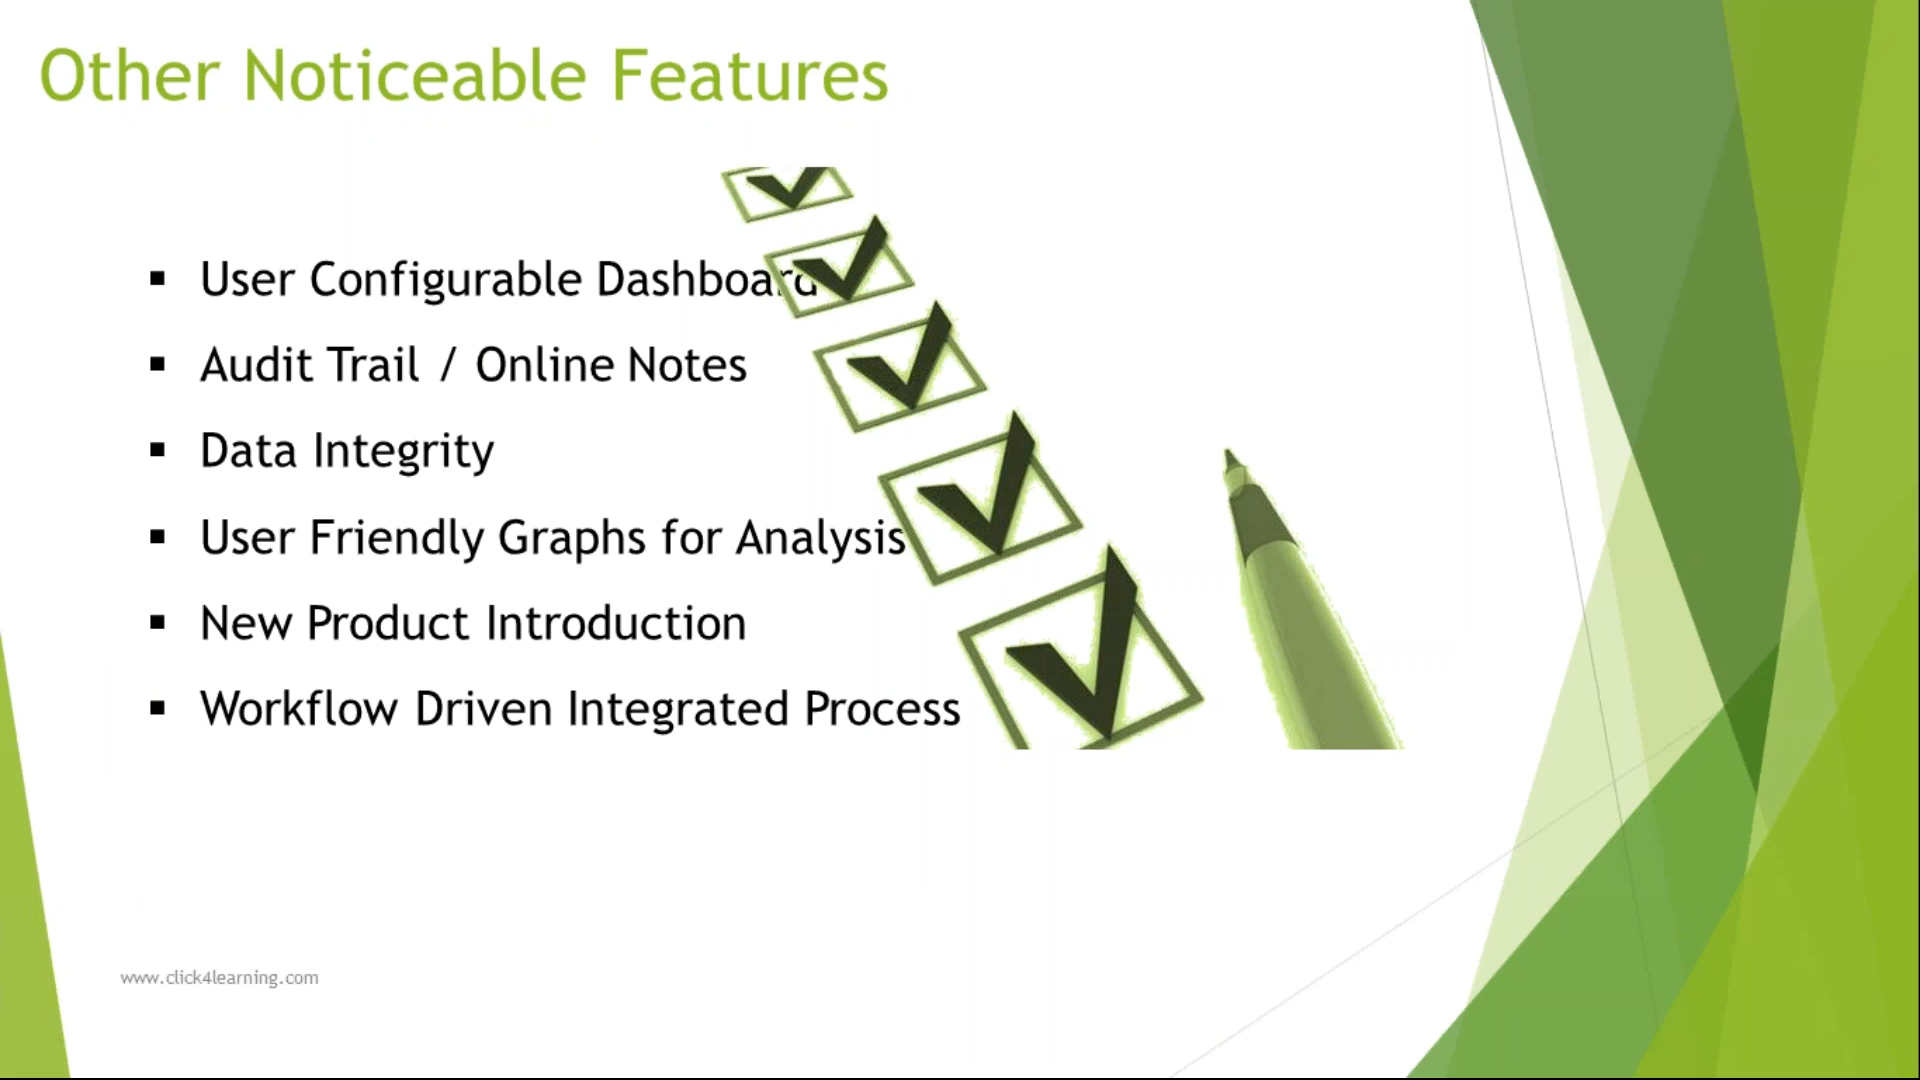 Other Noticeable Features
User Configurable Dashboard
Audit Trail / Online Notes
Data Integrity
User Friendly Graphs for Analysis
New Product Introduction
Workflow Driven Integrated Process
www.click4learning.com